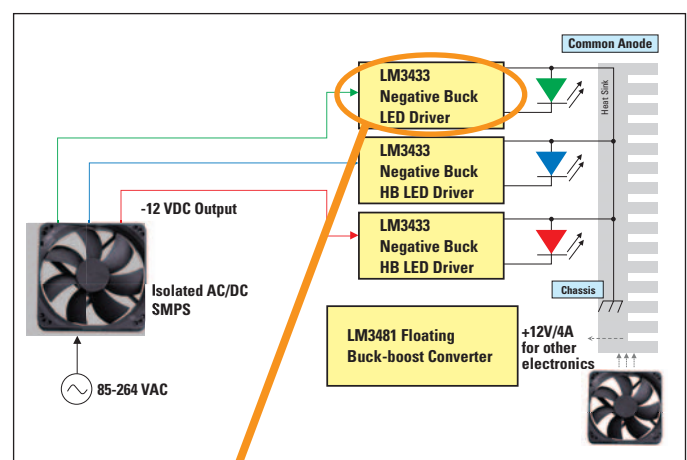 Common Anode
LM3433
Negative Buck
LED Driver
Heat Sink
LM3433
Negative Buck
HB LED Driver
-12 VDC Output
LM3433
Negative Buck
HB LED Driver
Isolated AC/DC
SMPS
Chassis
LM3481 Floating
Buck-boost Converter
+12V/4A
for other
electronics
85-264 VAC